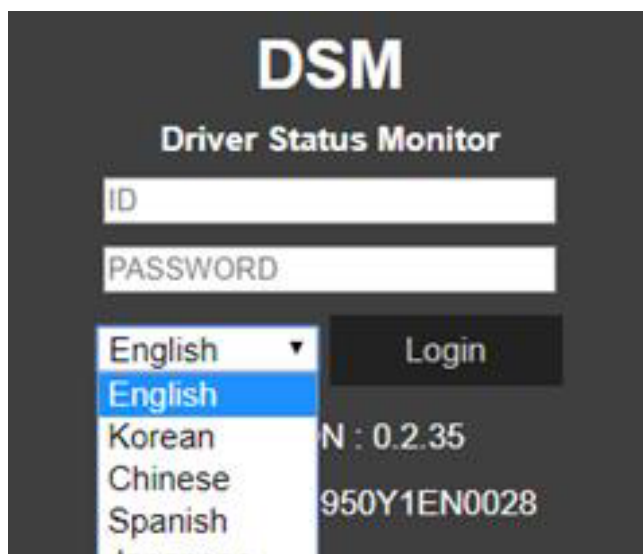 DSM
Driver Status Monitor
ID
PASSWORD
English
Login
English
Korean
N : 0.2.35
Chinese
950Y1EN0028
Spanish